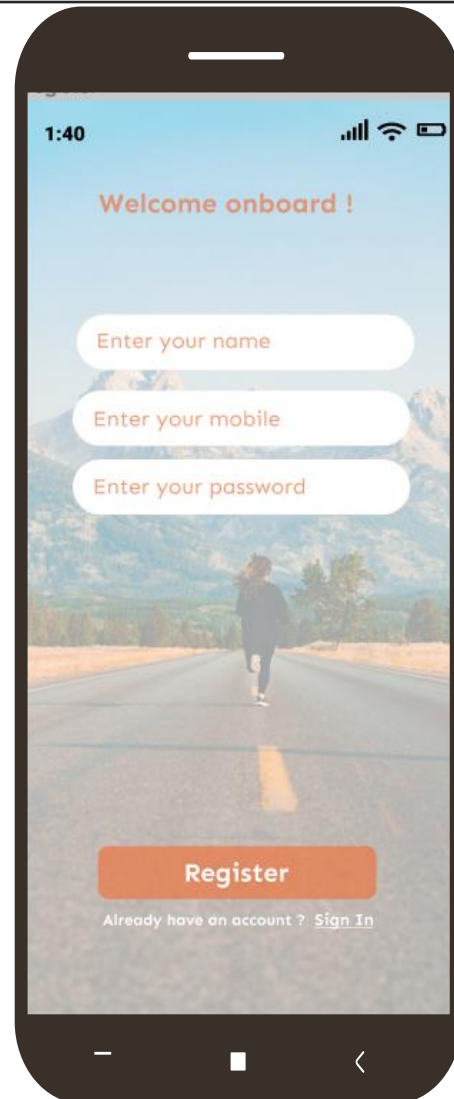 1:40
Welcome onboard !
Enter your name
Enter your mobile
Enter your password
Register
Already have an account ? Sign In